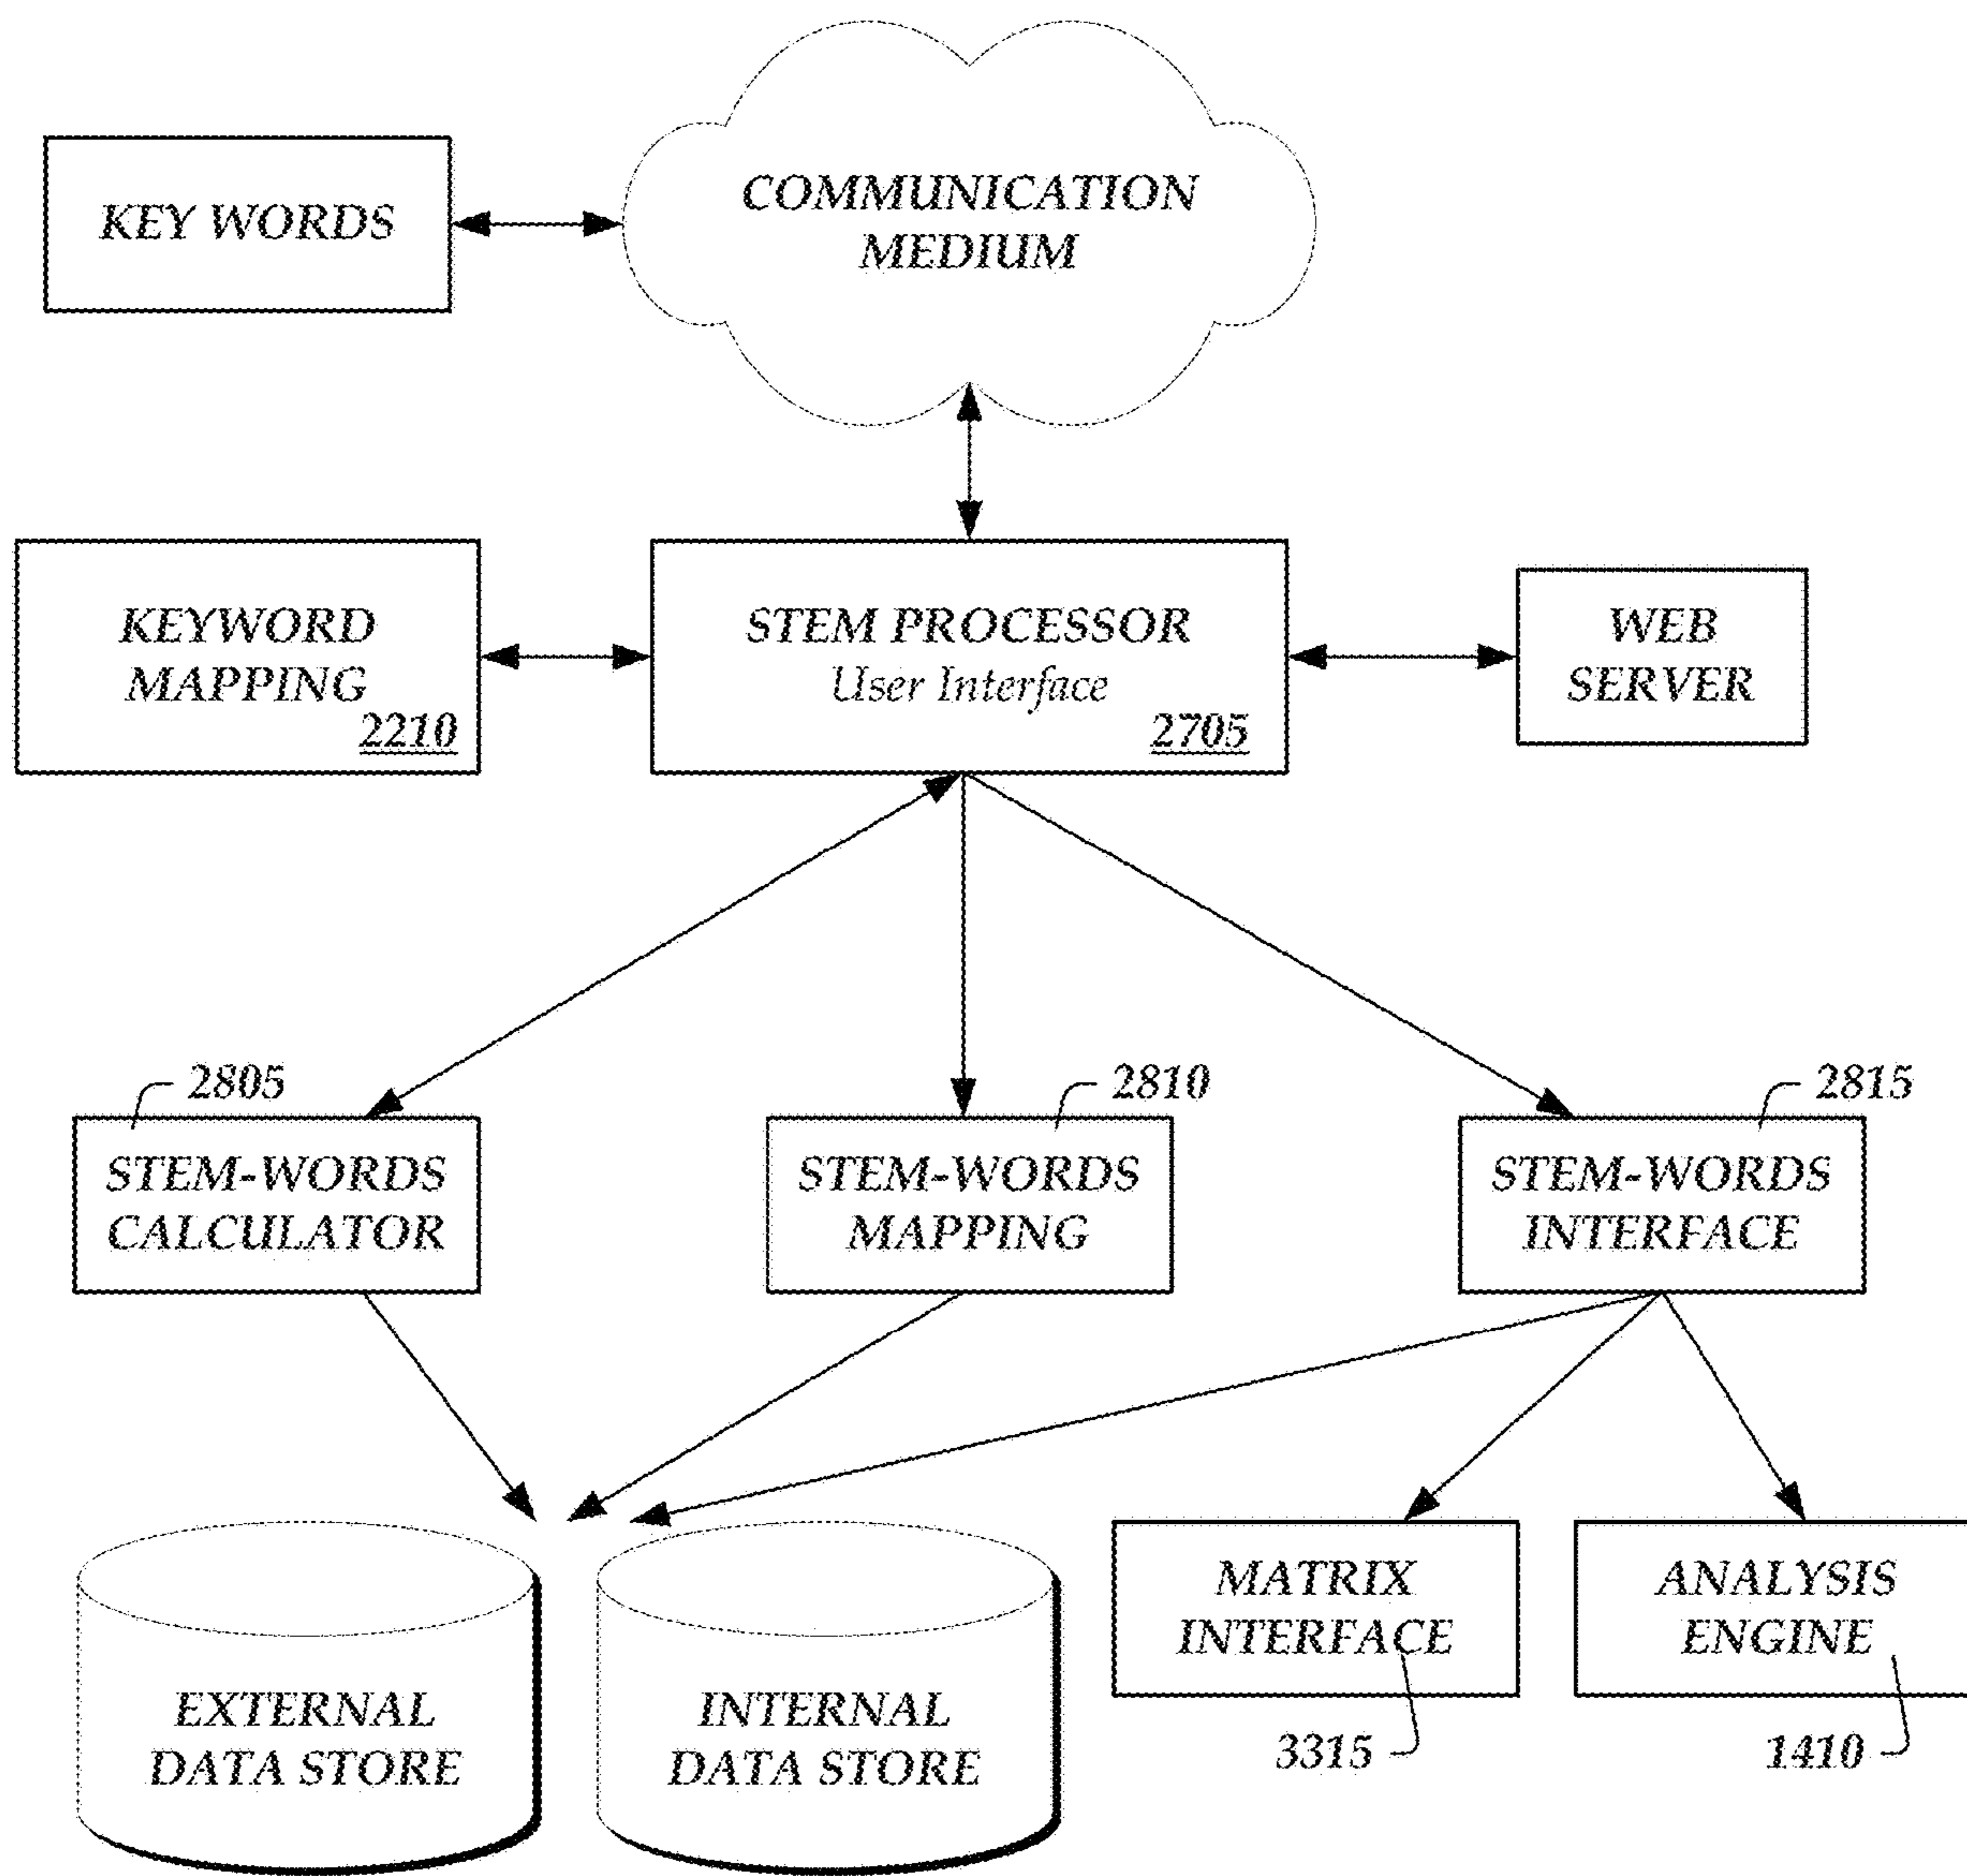 COMMUNICATION
MEDIUM
KEY WORDS
KEYWORD
MAPPING
2210
STEM PROCESSOR
User Interface
2705
WEB
SERVER
2805
STEM-WORDS
CALCULATOR
2810
STEM-WORDS
MAPPING
2815
STEM-WORDS
INTERFACE
EXTERNAL
DATA STORE
INTERNAL
DATA STORE
MATRIX
INTERFACE
3315
ANALYSIS
ENGINE
1410